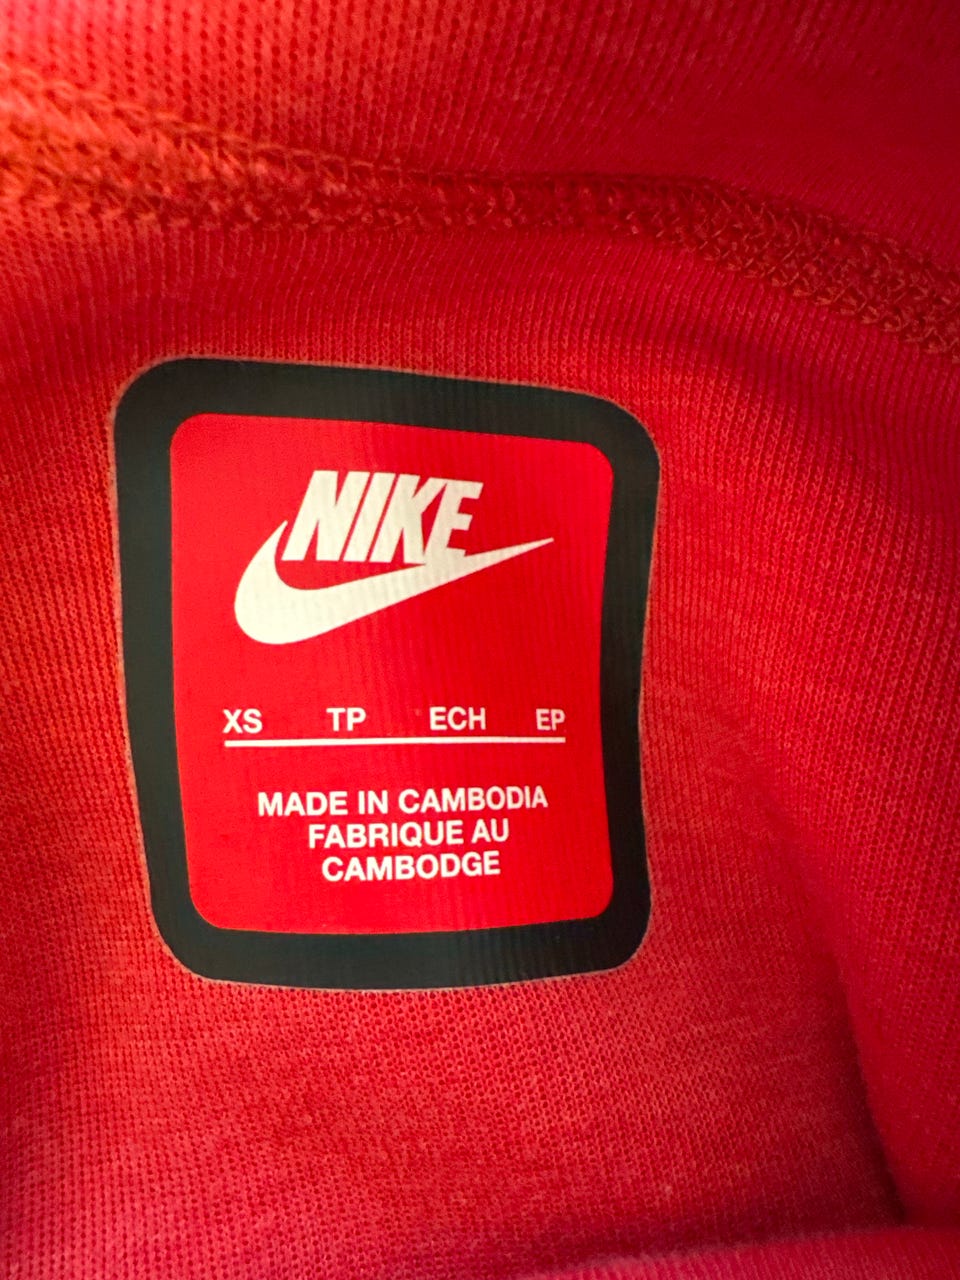 NIKE
XS TP ECH EP
MADE IN CAMBODIA
FABRIQUE AU
CAMBODGE